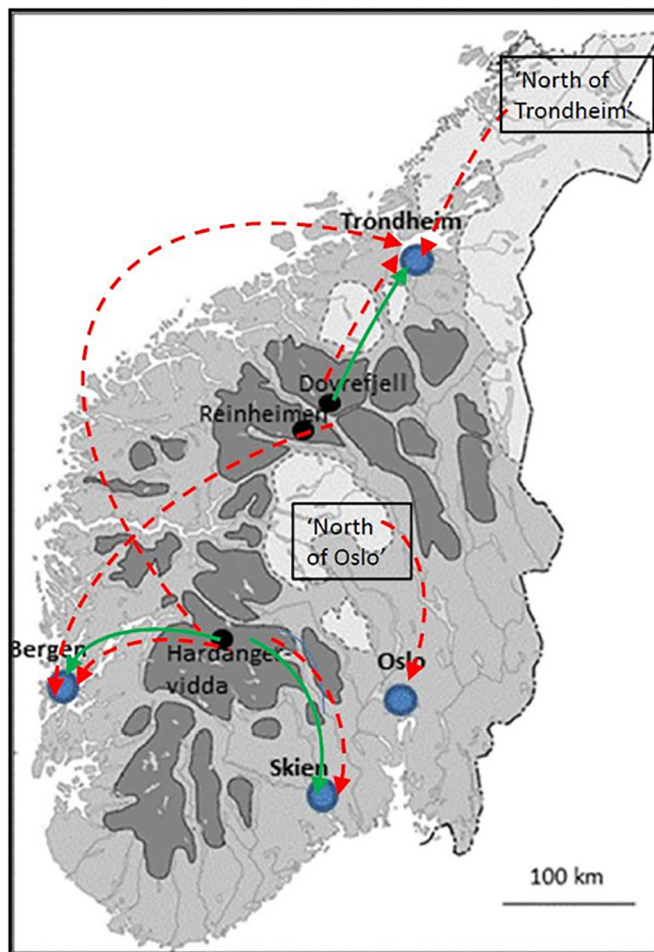 ‘North of
Trondheim’
Trondheim
Dovrefjell
Reinheimen
‘North
of Oslo’
Bergen
Hardanger-
vidda
Oslo
Skien
100 km